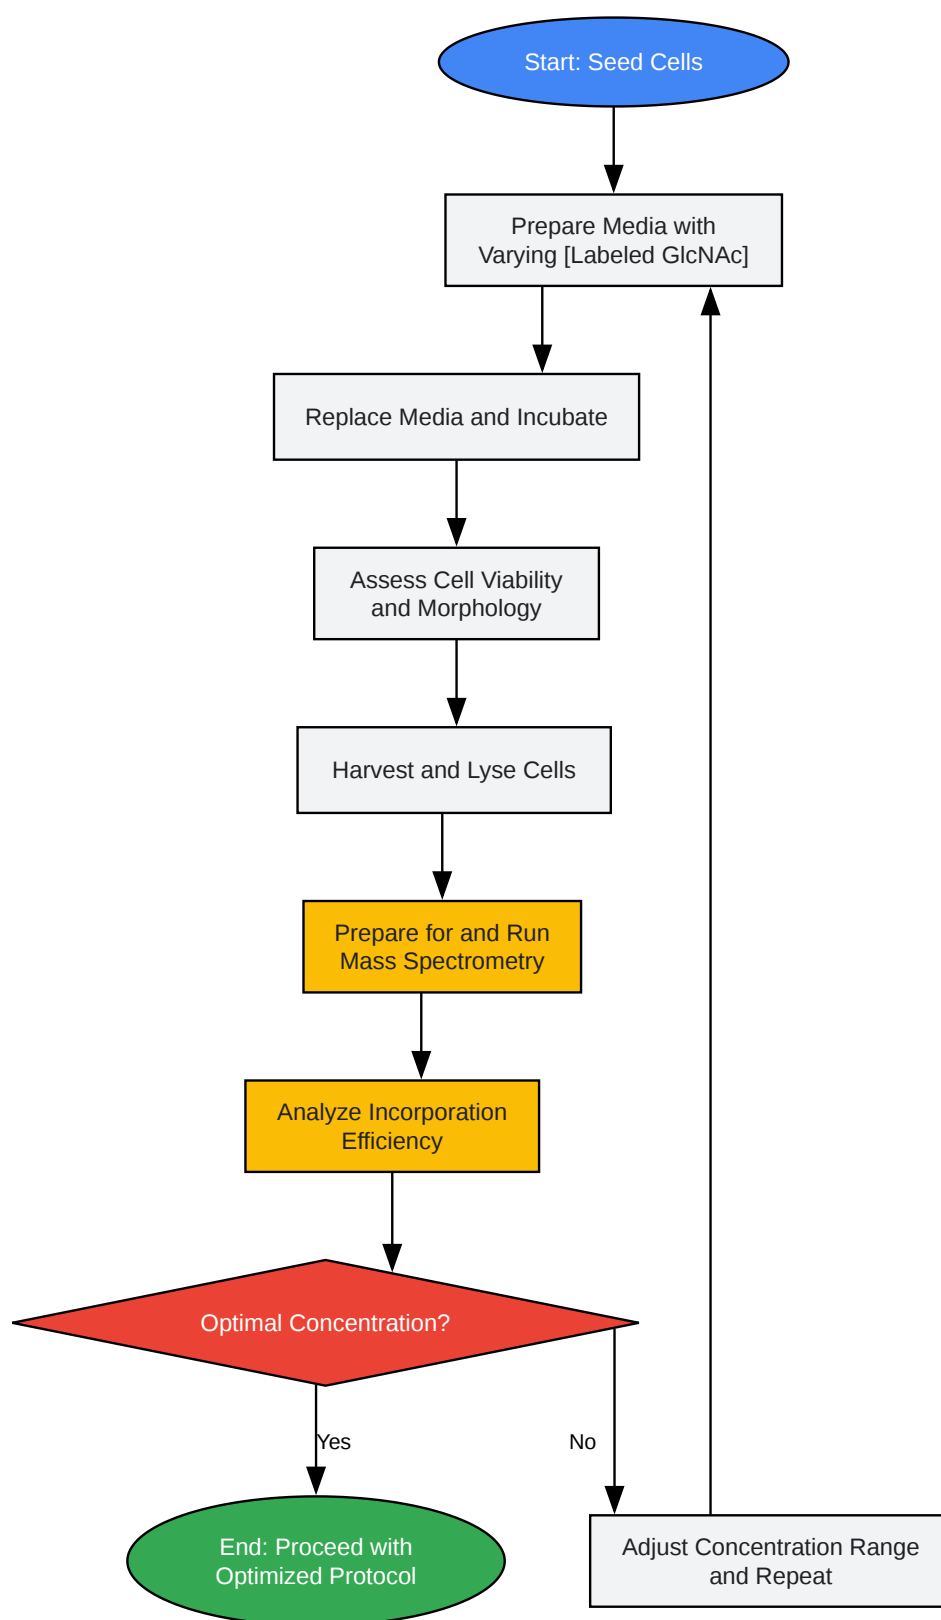 Start: Seed Cells
Prepare Media with
Varying [Labeled GlcNAc]
Replace Media and Incubate
Assess Cell Viability
and Morphology
Harvest and Lyse Cells
Prepare for and Run
Mass Spectrometry
Analyze Incorporation
Efficiency
Optimal Concentration?
Yes
No
End: Proceed with
Optimized Protocol
Adjust Concentration Range
and Repeat